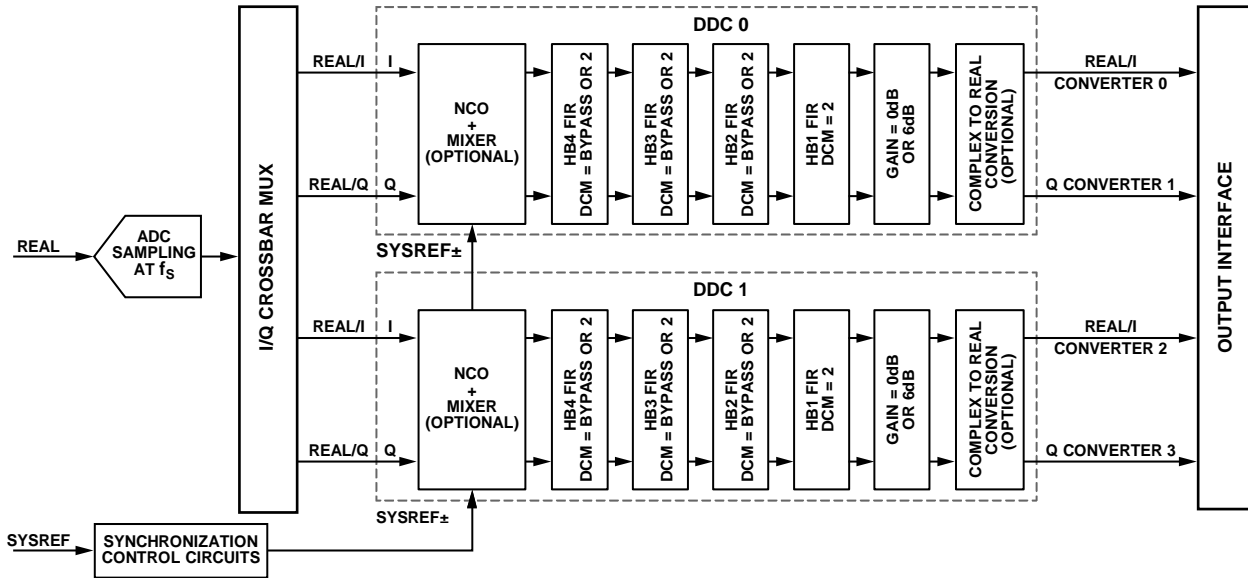 DDC 0
REAL/I I
REAL/Q Q
NCO
+
MIXER
(OPTIONAL)
HB4 FIR
DCM = BYPASS OR 2
HB3 FIR
DCM = BYPASS OR 2
HB2 FIR
DCM = BYPASS OR 2
HB1 FIR
DCM = 2
GAIN = 0dB
OR 6dB
COMPLEX TO REAL
CONVERSION
(OPTIONAL)
REAL/I
CONVERTER 0
Q CONVERTER 1
REAL
ADC
SAMPLING
AT fS
I/Q CROSSBAR MUX
SYSREF±
OUTPUT INTERFACE
DDC 1
REAL/I I
REAL/Q Q
NCO
+
MIXER
(OPTIONAL)
HB4 FIR
DCM = BYPASS OR 2
HB3 FIR
DCM = BYPASS OR 2
HB2 FIR
DCM = BYPASS OR 2
HB1 FIR
DCM = 2
GAIN = 0dB
OR 6dB
COMPLEX TO REAL
CONVERSION
(OPTIONAL)
REAL/I
CONVERTER 2
Q CONVERTER 3
SYSREF±
SYSREF
SYNCHRONIZATION
CONTROL CIRCUITS